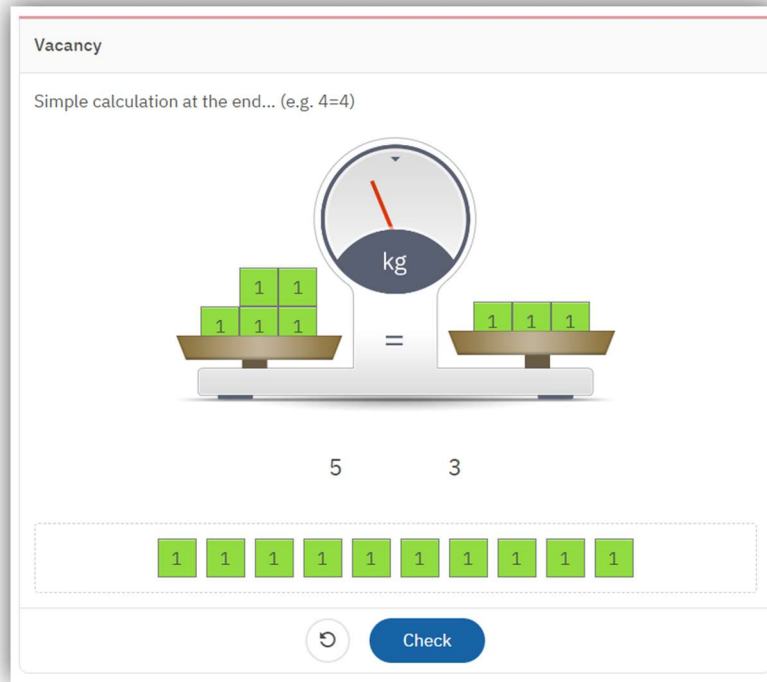 Vacancy
Simple calculation at the end... (e.g. 4=4)
kg
1 1
1 1 1
1 1 1
=
5 3
1 1 1 1 1 1 1 1 1 1
Check